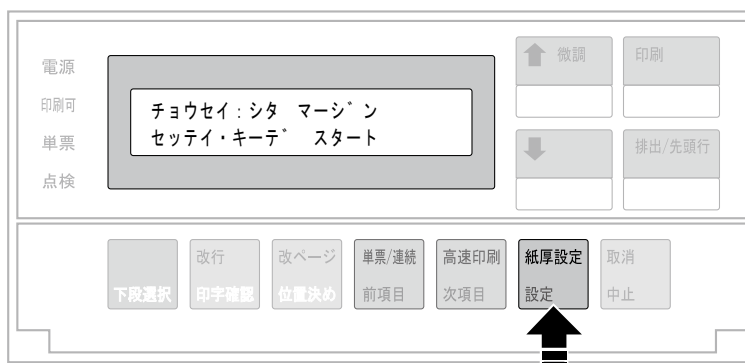 電源
印刷可
単票
点検
チョウセイ:シタ マージン
セッテイ・キーデ スタート
微調
印刷
排出/先頭行
下段選択
改行
印字確認
改ページ
位置決め
単票/連続
前項目
高速印刷
次項目
紙厚設定
設定
取消
中止